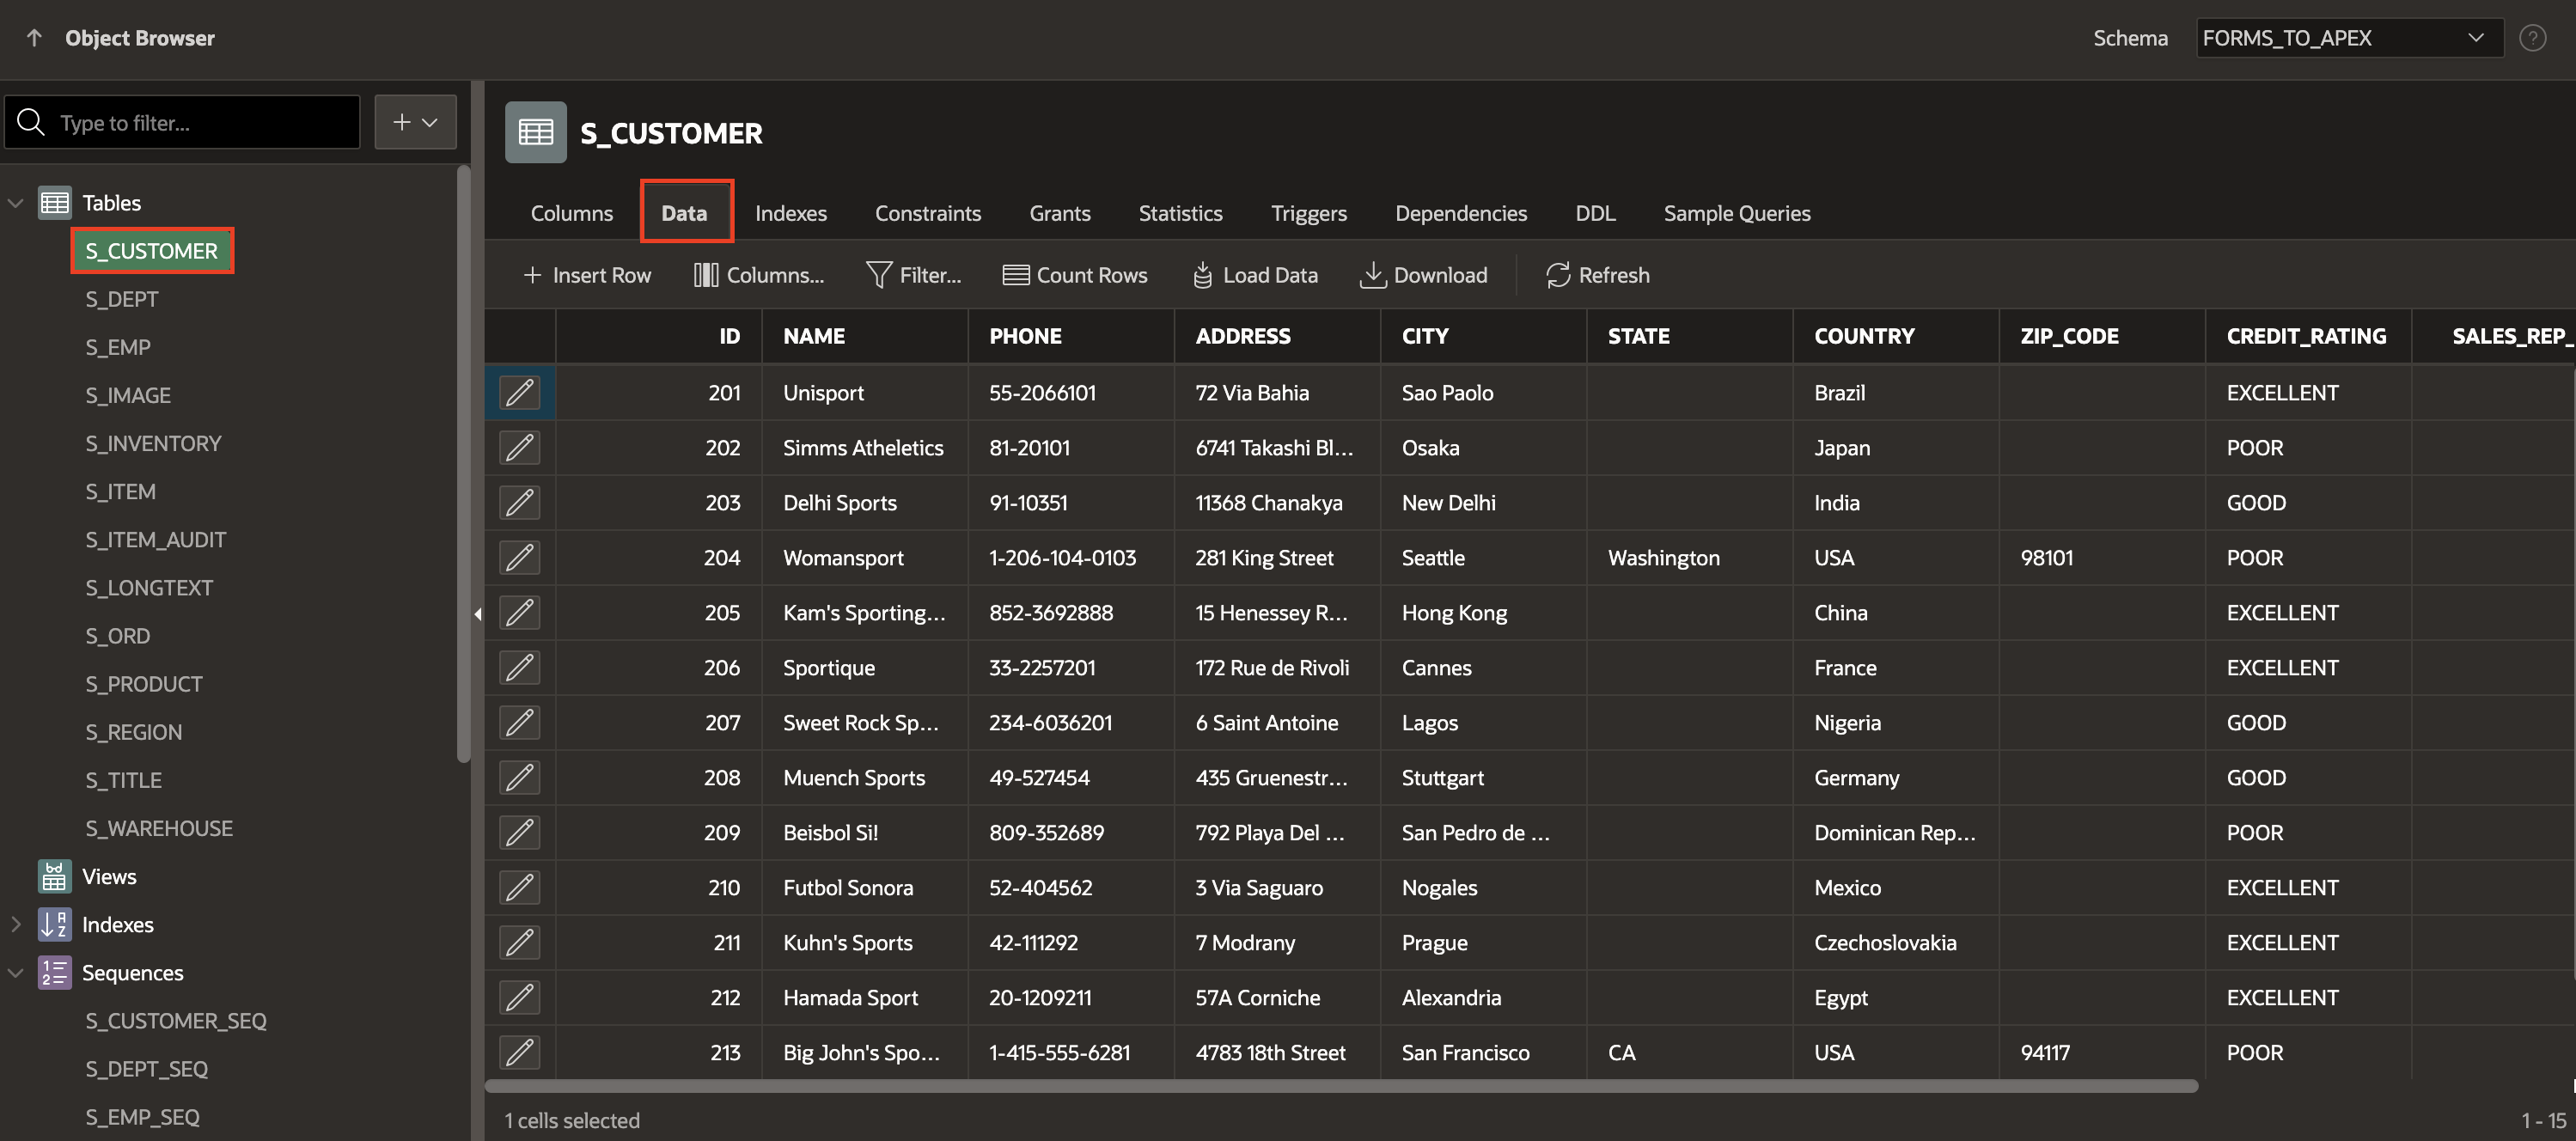 Object Browser
Schema FORMS_TO_APEX
Type to filter...
Tables
S_CUSTOMER
S_DEPT
S_EMP
S_IMAGE
S_INVENTORY
S_ITEM
S_ITEM_AUDIT
S_LONGTEXT
S_ORD
S_PRODUCT
S_REGION
S_TITLE
S_WAREHOUSE
Views
Indexes
Sequences
S_CUSTOMER_SEQ
S_DEPT_SEQ
S_EMP_SEQ
S_CUSTOMER
Columns Data Indexes Constraints Grants Statistics Triggers Dependencies DDL Sample Queries
Insert Row Columns... Filter... Count Rows Load Data Download Refresh
ID NAME PHONE ADDRESS CITY STATE COUNTRY ZIP_CODE CREDIT_RATING SALES_REP_
201 Unisport 55-2066101 72 Via Bahia Sao Paolo Brazil EXCELLENT
202 Simms Atheletics 81-20101 6741 Takashi Bl... Osaka Japan POOR
203 Delhi Sports 91-10351 11368 Chanakya New Delhi India GOOD
204 Womansport 1-206-104-0103 281 King Street Seattle Washington USA 98101 POOR
205 Kam's Sporting... 852-3692888 15 Henessey R... Hong Kong China EXCELLENT
206 Sportique 33-2257201 172 Rue de Rivoli Cannes France EXCELLENT
207 Sweet Rock Sp... 234-6036201 6 Saint Antoine Lagos Nigeria GOOD
208 Muench Sports 49-527454 435 Gruenestr... Stuttgart Germany GOOD
209 Beisbol Si! 809-352689 792 Playa Del ... San Pedro de ... Dominican Rep... POOR
210 Futbol Sonora 52-404562 3 Via Saguaro Nogales Mexico EXCELLENT
211 Kuhn's Sports 42-111292 7 Modrany Prague Czechoslovakia EXCELLENT
212 Hamada Sport 20-1209211 57A Corniche Alexandria Egypt EXCELLENT
213 Big John's Spo... 1-415-555-6281 4783 18th Street San Francisco CA USA 94117 POOR
1 cells selected
1 - 15